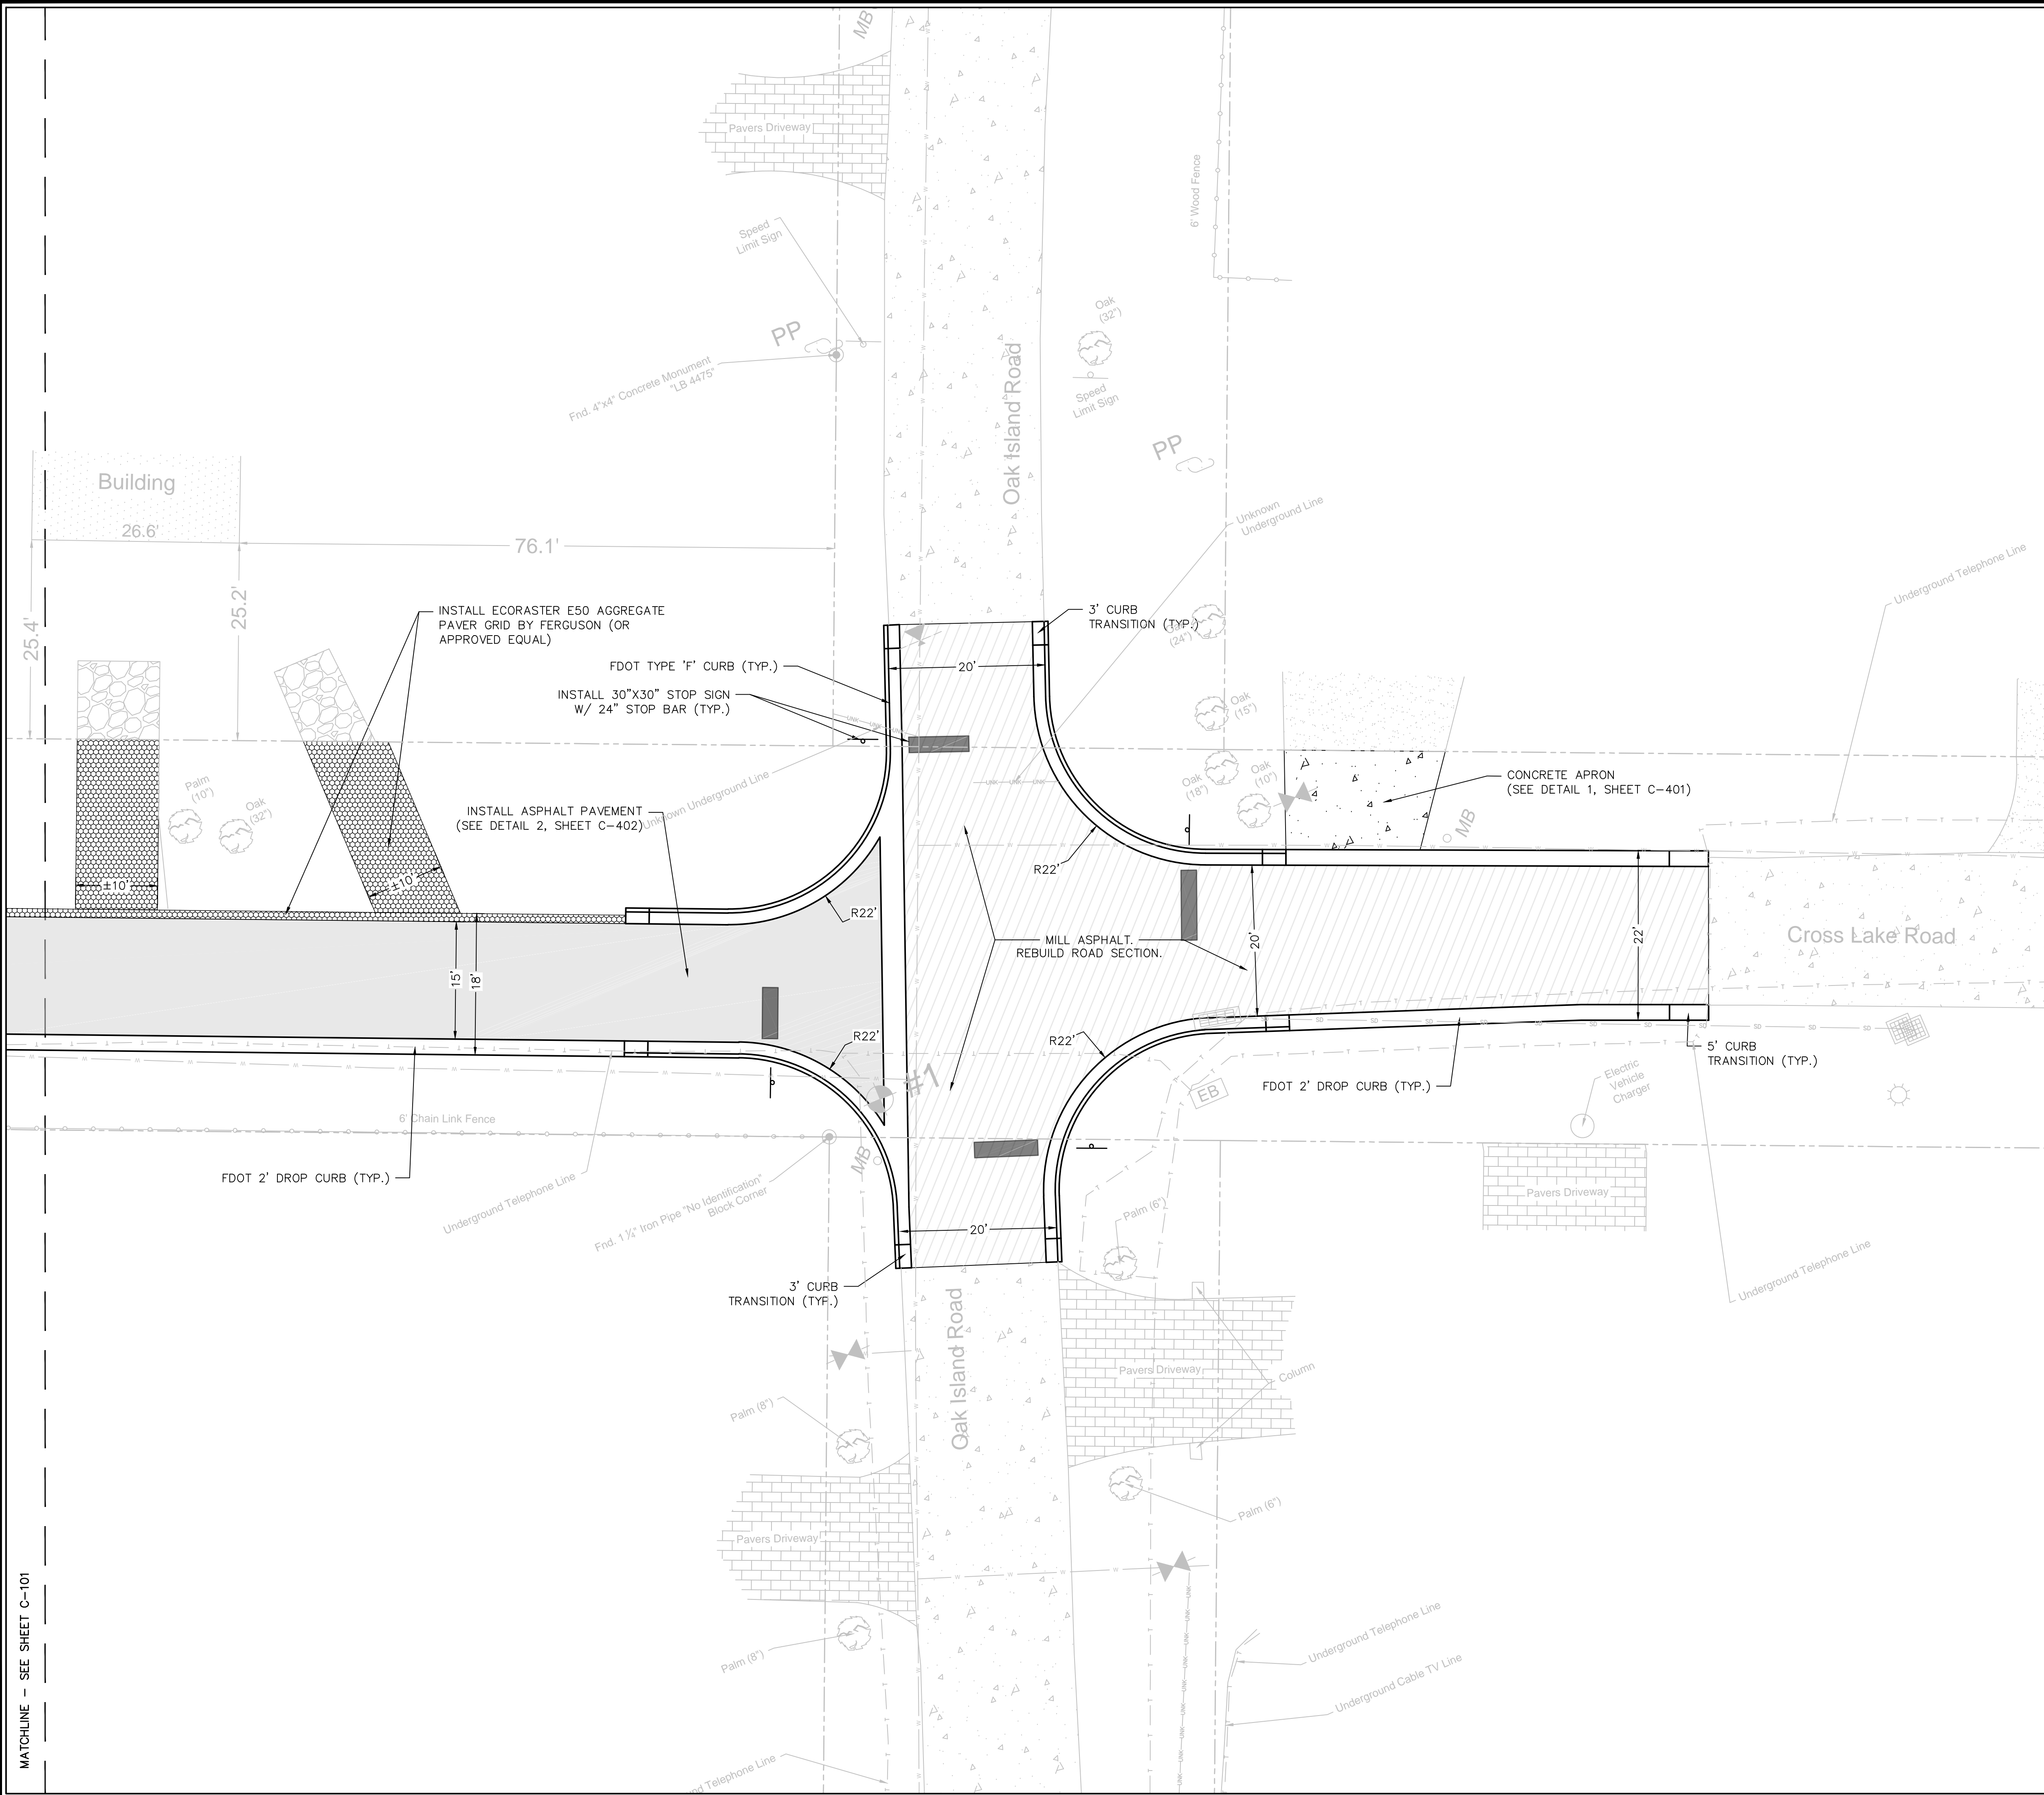 MB
Pavers Driveway
6' Wood Fence
Speed
Limit Sign
Oak
(32")
PP
Fnd. 4"x4" Concrete Monument
"LB 4475"
Oak Island Road
Speed
Limit Sign
PP
Building
26.6'
76.1'
Unknown
Underground Line
Underground Telephone Line
25.4'
25.2'
INSTALL ECORASTER E50 AGGREGATE
PAVER GRID BY FERGUSON (OR
APPROVED EQUAL)
3' CURB
TRANSITION (TYP.)
(24")
FDOT TYPE 'F' CURB (TYP.)
20'
INSTALL 30"X30" STOP SIGN
W/ 24" STOP BAR (TYP.)
Oak
(15")
Palm
(10")
Oak
(32")
Unknown Underground Line
Oak
(18")
Oak
(10")
CONCRETE APRON
(SEE DETAIL 1, SHEET C-401)
INSTALL ASPHALT PAVEMENT
(SEE DETAIL 2, SHEET C-402)
MB
R22'
±10'
±10'
R22'
MILL ASPHALT.
REBUILD ROAD SECTION.
20'
22'
Cross Lake Road
15'
18'
R22'
R22'
5' CURB
TRANSITION (TYP.)
#1
EB
FDOT 2' DROP CURB (TYP.)
Electric
Vehicle
Charger
6' Chain Link Fence
MB
FDOT 2' DROP CURB (TYP.)
Underground Telephone Line
Fnd. 1 ¼" Iron Pipe "No Identification"
Block Corner
Pavers Driveway
Palm (6")
20'
3' CURB
TRANSITION (TYP.)
Underground Telephone Line
Oak Island Road
Pavers Driveway
Column
Palm (8")
Palm (6")
Pavers Driveway
Palm (8")
Underground Telephone Line
Underground Cable TV Line
Telephone Line
MATCHLINE - SEE SHEET C-101